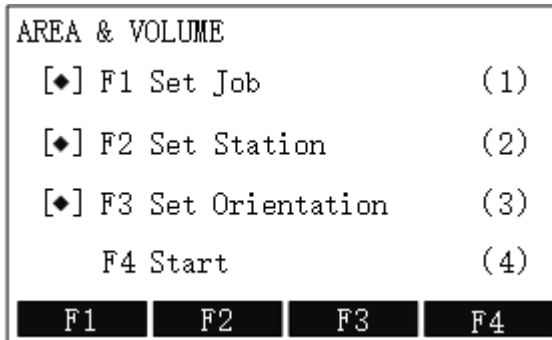 AREA & VOLUME
[◆] F1 Set Job (1)
[◆] F2 Set Station (2)
[◆] F3 Set Orientation (3)
F4 Start (4)
F1 F2 F3 F4